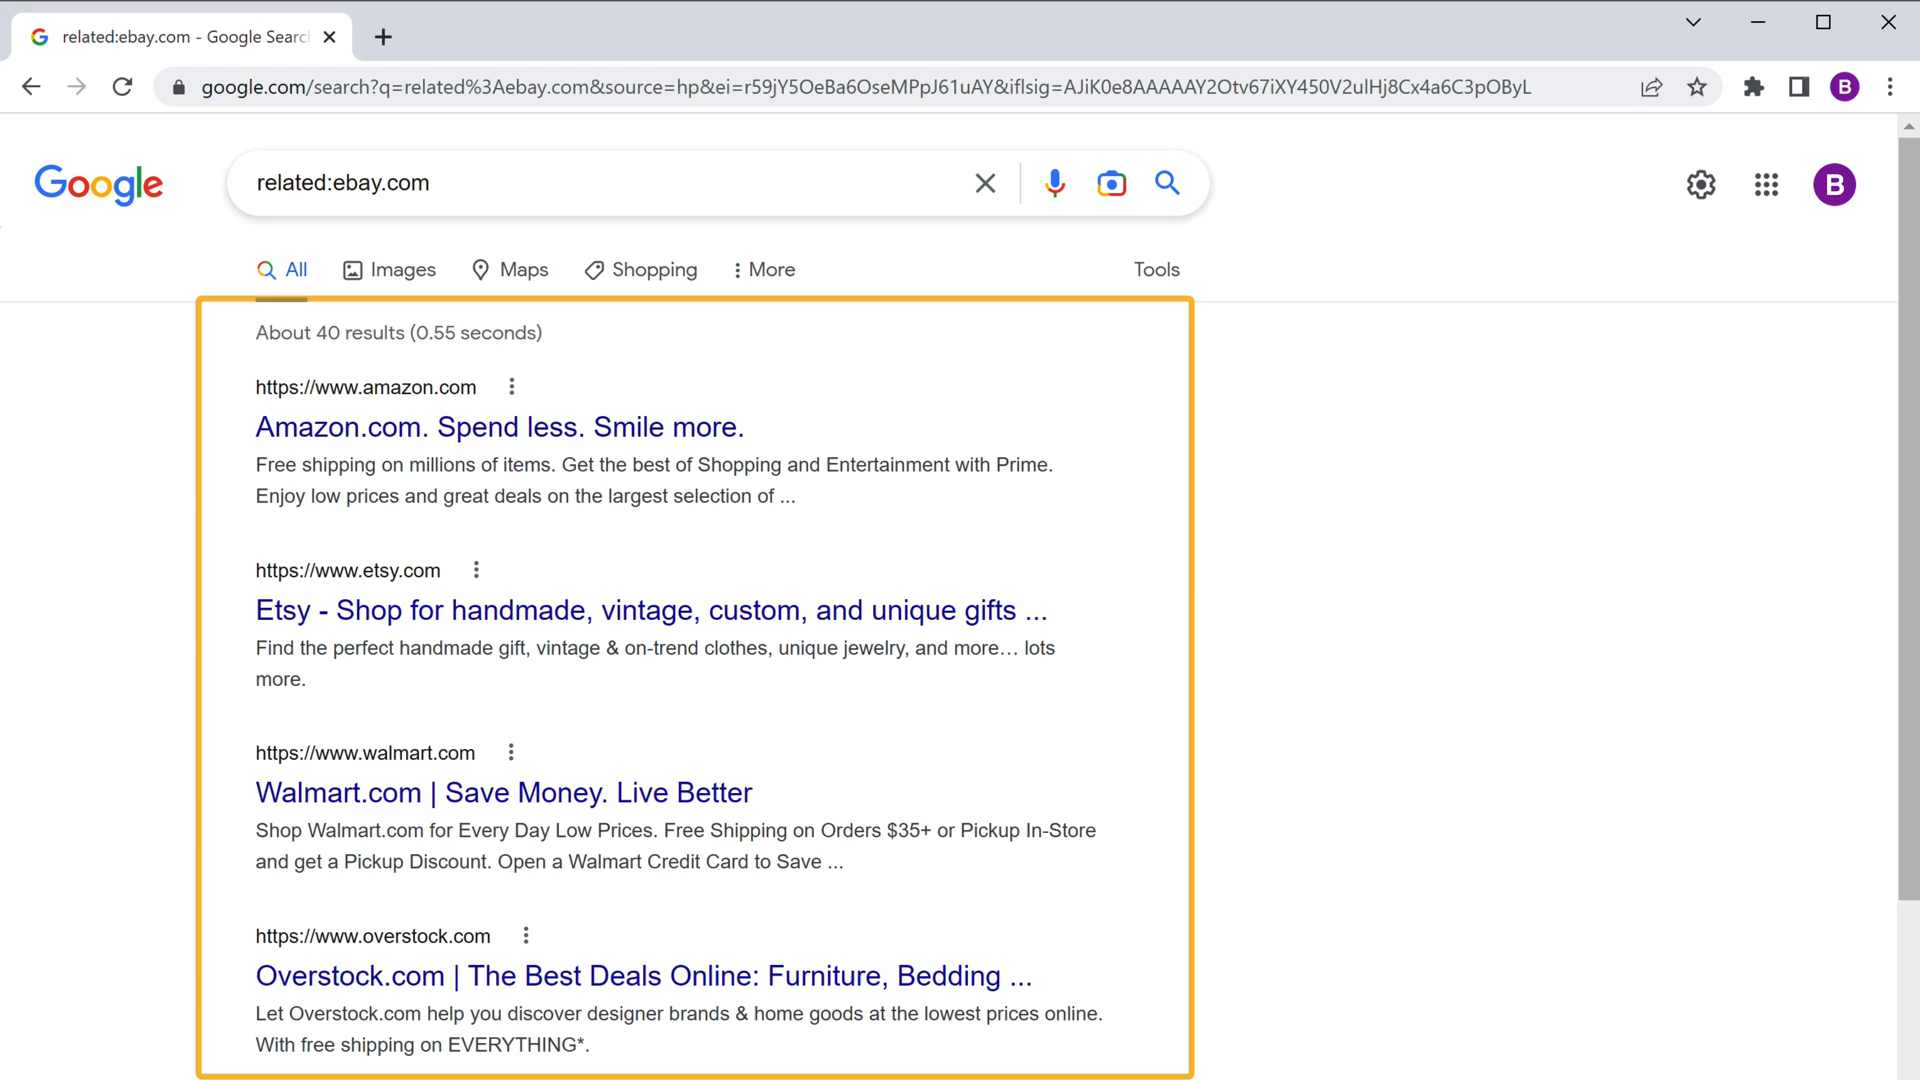 related:ebay.com - Google Searc
google.com/search?q=related%3Aebay.com&source=hp&ei=r59jY5OeBa6OseMPpJ61uAY&iflsig=AJiK0e8AAAAAY2Otv67iXY450V2ulHj8Cx4a6C3pOByL
B
Google
related:ebay.com
B
All
Images
Maps
Shopping
More
Tools
About 40 results (0.55 seconds)
https://www.amazon.com
Amazon.com. Spend less. Smile more.
Free shipping on millions of items. Get the best of Shopping and Entertainment with Prime.
Enjoy low prices and great deals on the largest selection of ...
https://www.etsy.com
Etsy - Shop for handmade, vintage, custom, and unique gifts ...
Find the perfect handmade gift, vintage & on-trend clothes, unique jewelry, and more… lots
more.
https://www.walmart.com
Walmart.com | Save Money. Live Better
Shop Walmart.com for Every Day Low Prices. Free Shipping on Orders $35+ or Pickup In-Store
and get a Pickup Discount. Open a Walmart Credit Card to Save ...
https://www.overstock.com
Overstock.com | The Best Deals Online: Furniture, Bedding ...
Let Overstock.com help you discover designer brands & home goods at the lowest prices online.
With free shipping on EVERYTHING*.